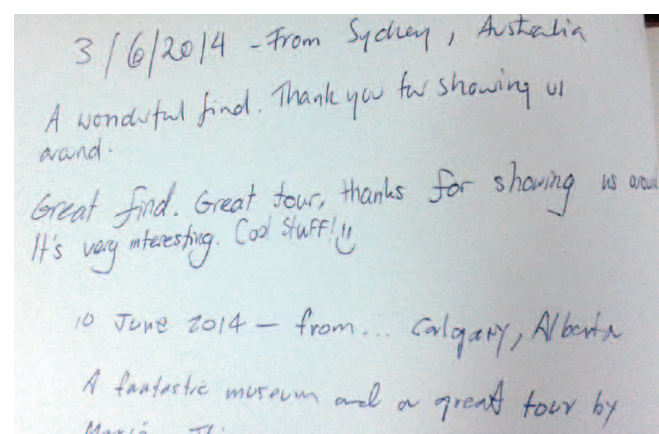 3/6/2014 - From Sydney, Australia
A wonderful find. Thank you for showing us
around.
Great find. Great tour, thanks for showing us
It's very interesting. Cool stuff!
10 June 2014 - from... Calgary, Alberta
A fantastic museum and a great tour by